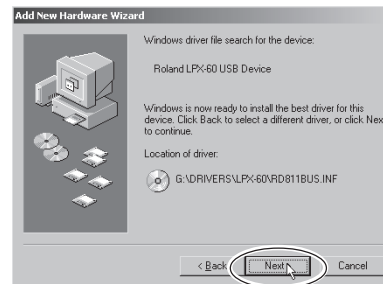 Add New Hardware Wizard
Windows driver file search for the device:
Roland LPX-60 USB Device
Windows is now ready to install the best driver for this
device. Click Back to select a different driver, or click Nex
to continue.
Location of driver:
G:\DRIVERS\LPX-60\RD811BUS.INF
< Back
Next
Cancel